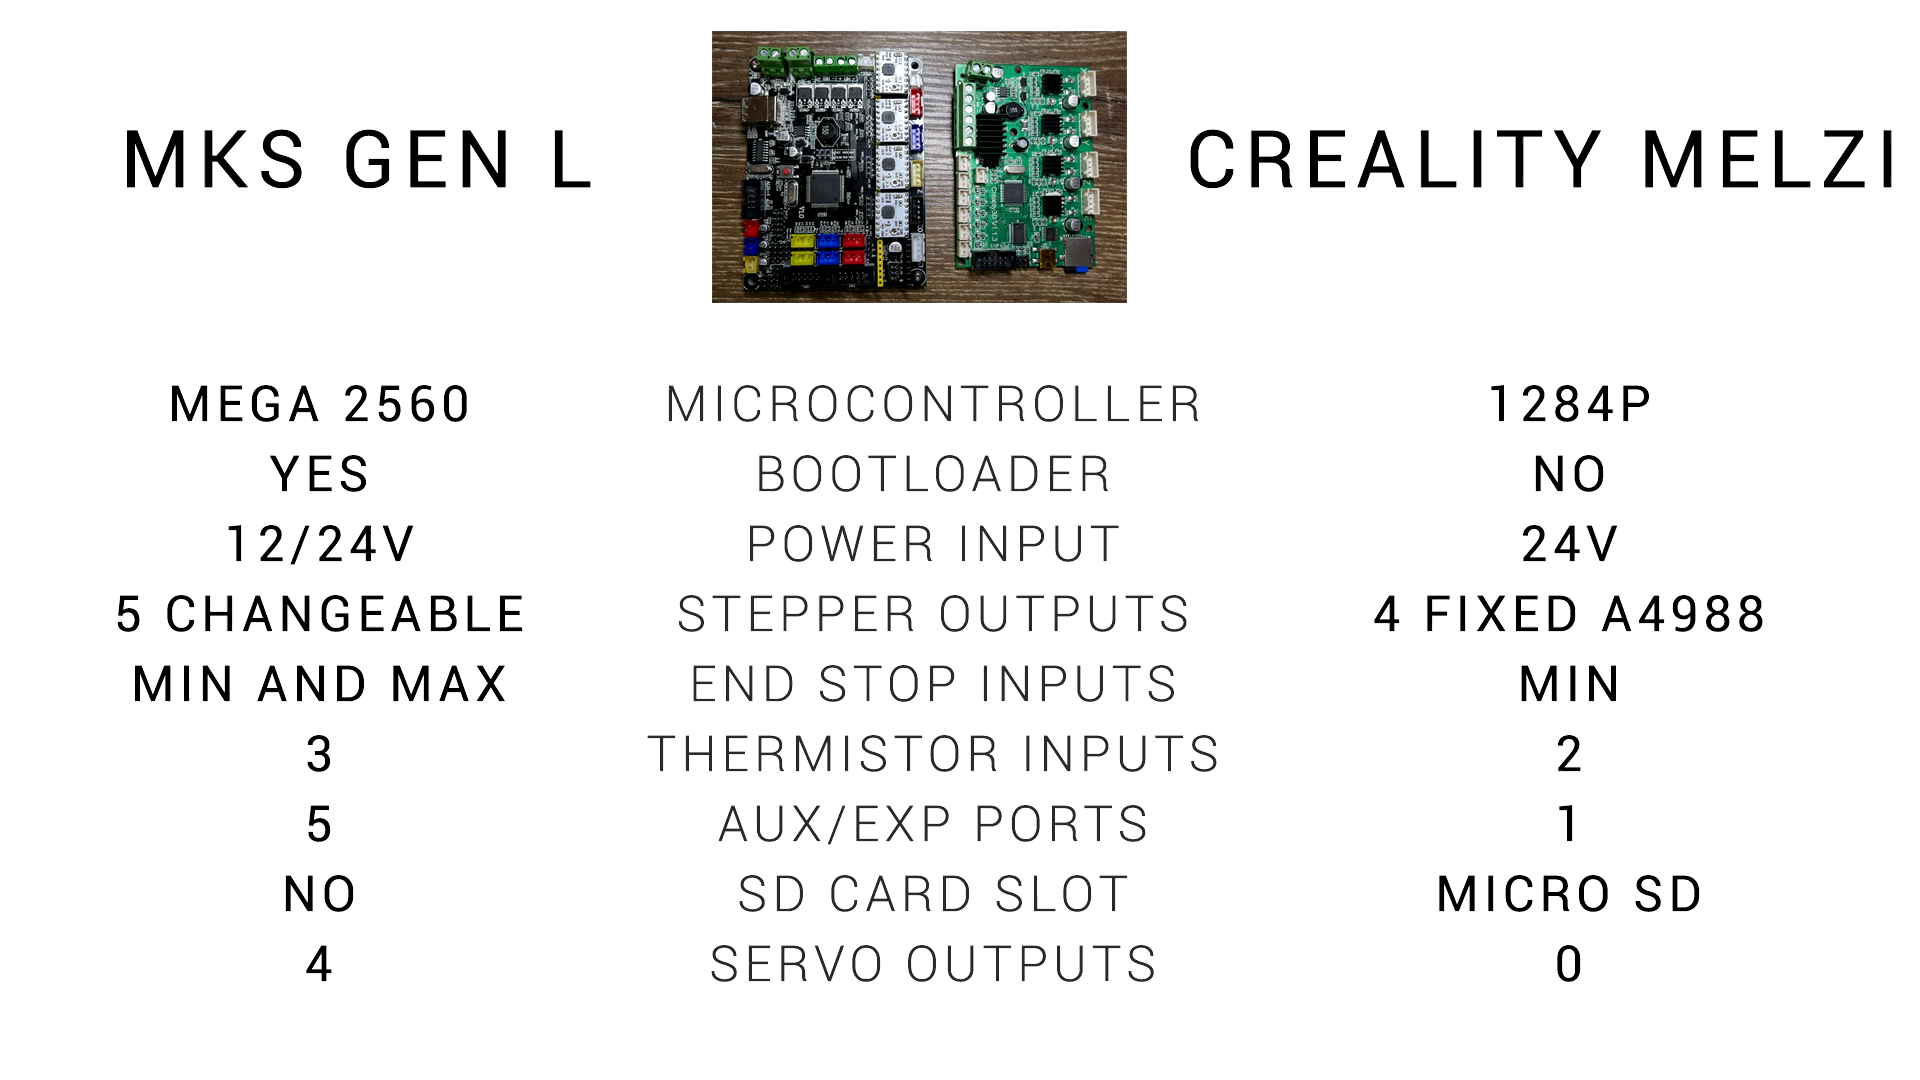 MKS GEN L
CREALITY MELZI
MEGA 2560 MICROCONTROLLER 1284P
YES BOOTLOADER NO
12/24V POWER INPUT 24V
5 CHANGEABLE STEPPER OUTPUTS 4 FIXED A4988
MIN AND MAX END STOP INPUTS MIN
3 THERMISTOR INPUTS 2
5 AUX/EXP PORTS 1
NO SD CARD SLOT MICRO SD
4 SERVO OUTPUTS 0